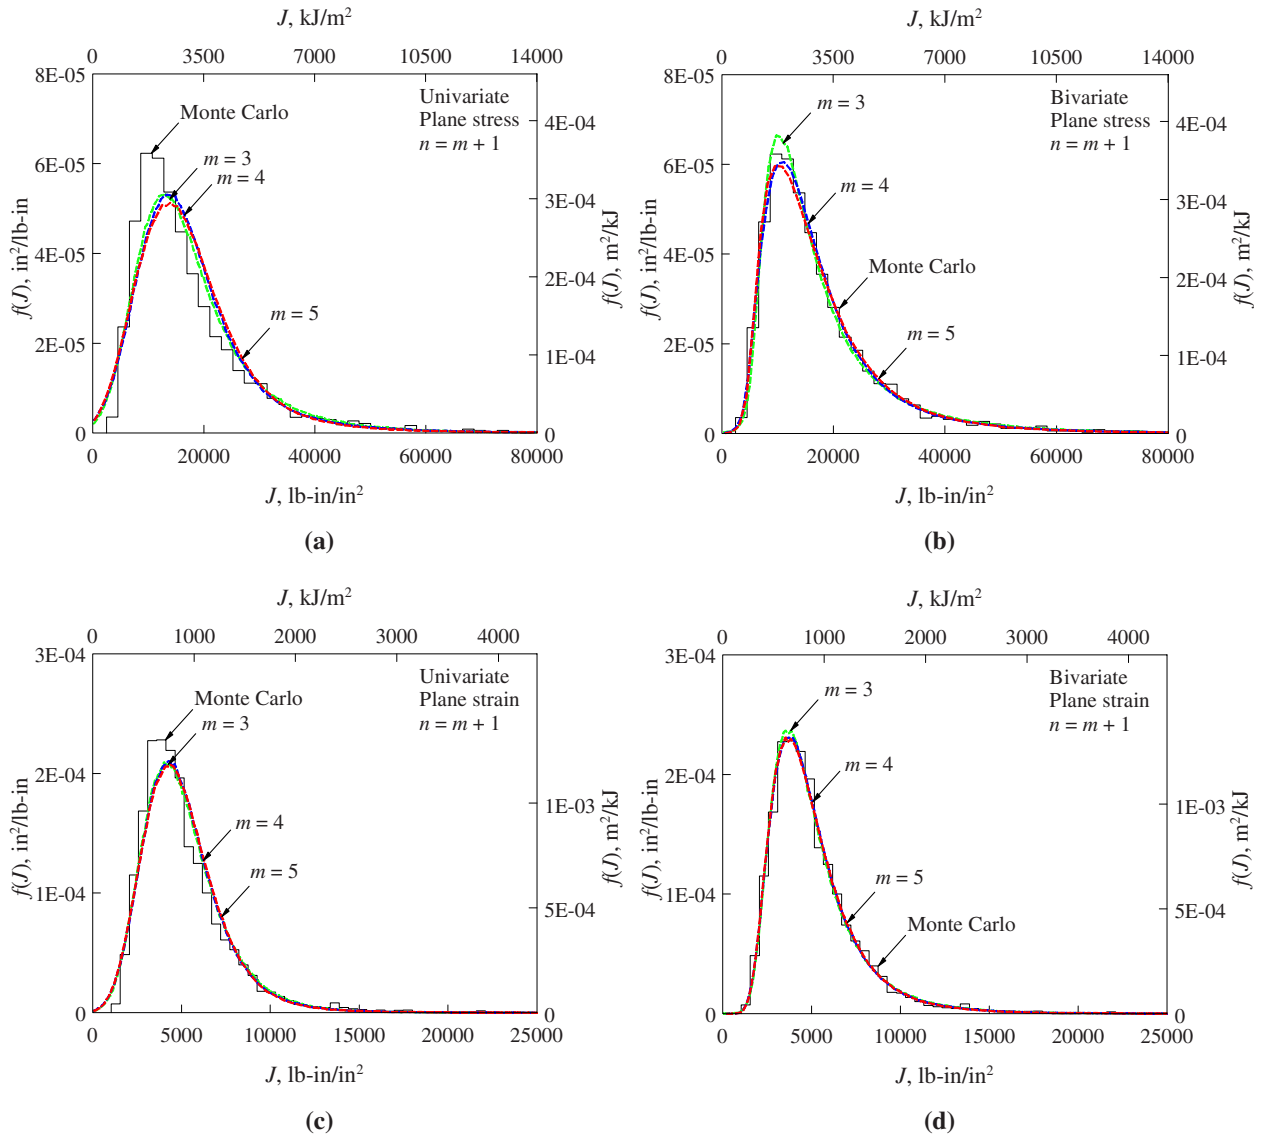 J, kJ/m²
0 3500 7000 10500 14000
8E-05
6E-05
4E-05
2E-05
0
f(J), in²/lb-in
Univariate
Plane stress
n = m + 1
Monte Carlo
m = 3
m = 4
m = 5
4E-04
3E-04
2E-04
1E-04
0
f(J), m²/kJ
0 20000 40000 60000 80000
J, lb-in/in²
(a)
J, kJ/m²
0 3500 7000 10500 14000
8E-05
6E-05
4E-05
2E-05
0
f(J), in²/lb-in
Bivariate
Plane stress
n = m + 1
m = 3
m = 4
Monte Carlo
m = 5
4E-04
3E-04
2E-04
1E-04
0
f(J), m²/kJ
0 20000 40000 60000 80000
J, lb-in/in²
(b)
J, kJ/m²
0 1000 2000 3000 4000
3E-04
2E-04
1E-04
0
f(J), in²/lb-in
Univariate
Plane strain
n = m + 1
Monte Carlo
m = 3
m = 4
m = 5
1E-03
5E-04
0
f(J), m²/kJ
0 5000 10000 15000 20000 25000
J, lb-in/in²
(c)
J, kJ/m²
0 1000 2000 3000 4000
3E-04
2E-04
1E-04
0
f(J), in²/lb-in
Bivariate
Plane strain
n = m + 1
m = 3
m = 4
m = 5
Monte Carlo
1E-03
5E-04
0
f(J), m²/kJ
0 5000 10000 15000 20000 25000
J, lb-in/in²
(d)